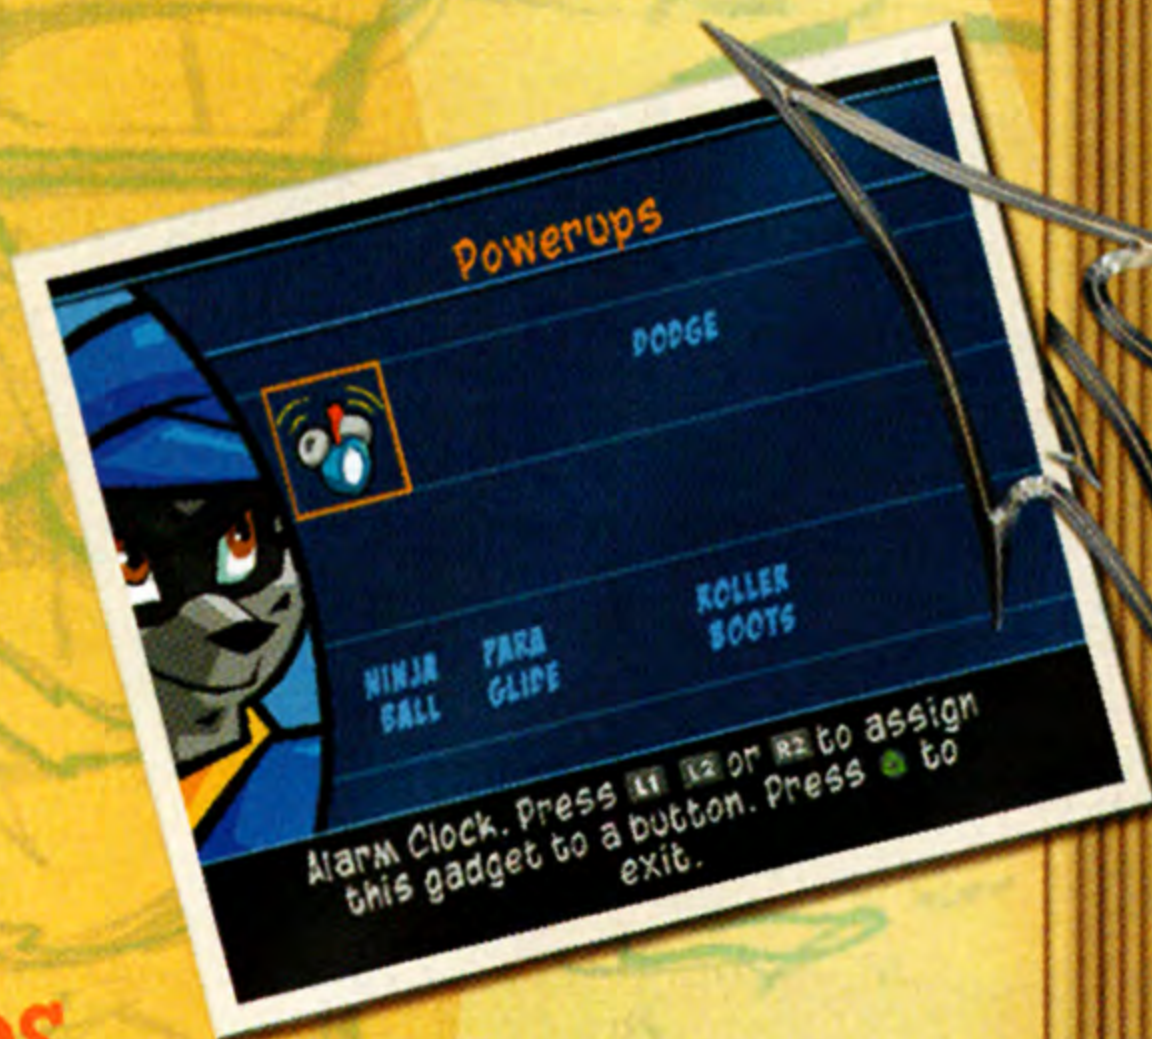 Powerups
DODGE
ROLLER
BOOTS
NINJA
BALL
PARA
GLIDE
Alarm Clock. Press L1 L2 or R2 to assign
this gadget to a button. Press to
exit.